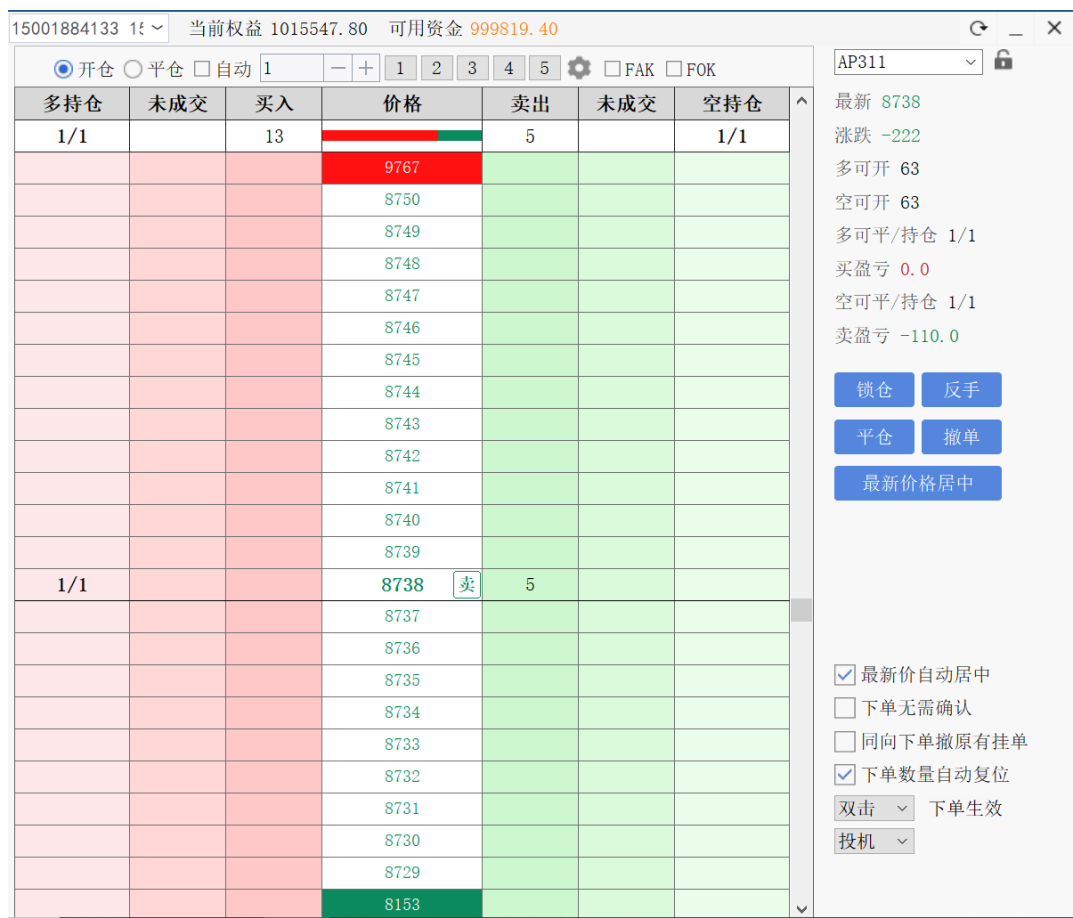 15001884133 15 当前权益 1015547.80 可用资金 999819.40
开仓 平仓 自动 1 1 2 3 4 5 FAK FOK
多持仓 未成交 买入 价格 卖出 未成交 空持仓
1/1 13 5 1/1
9767
8750
8749
8748
8747
8746
8745
8744
8743
8742
8741
8740
8739
1/1 8738 卖 5
8737
8736
8735
8734
8733
8732
8731
8730
8729
8153
AP311
最新 8738
涨跌 -222
多可开 63
空可开 63
多可平/持仓 1/1
买盈亏 0.0
空可平/持仓 1/1
卖盈亏 -110.0
锁仓 反手
平仓 撤单
最新价格居中
最新价自动居中
下单无需确认
同向下单撤原有挂单
下单数量自动复位
双击 下单生效
投机